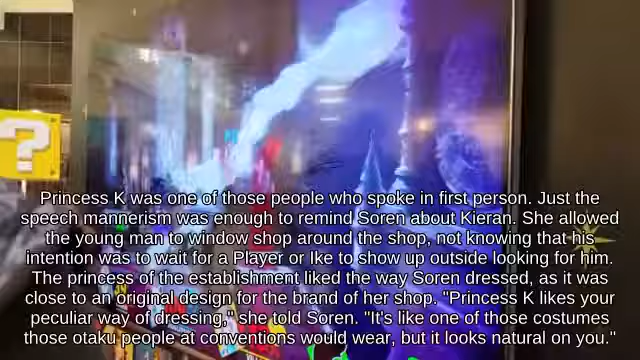 ?
Princess K was one of those people who spoke in first person. Just the
speech mannerism was enough to remind Soren about Kieran. She allowed
the young man to window shop around the shop, not knowing that his
intention was to wait for a Player or Ike to show up outside looking for him.
The princess of the establishment liked the way Soren dressed, as it was
close to an original design for the brand of her shop. "Princess K likes your
peculiar way of dressing," she told Soren. "It's like one of those costumes
those otaku people at conventions would wear, but it looks natural on you."